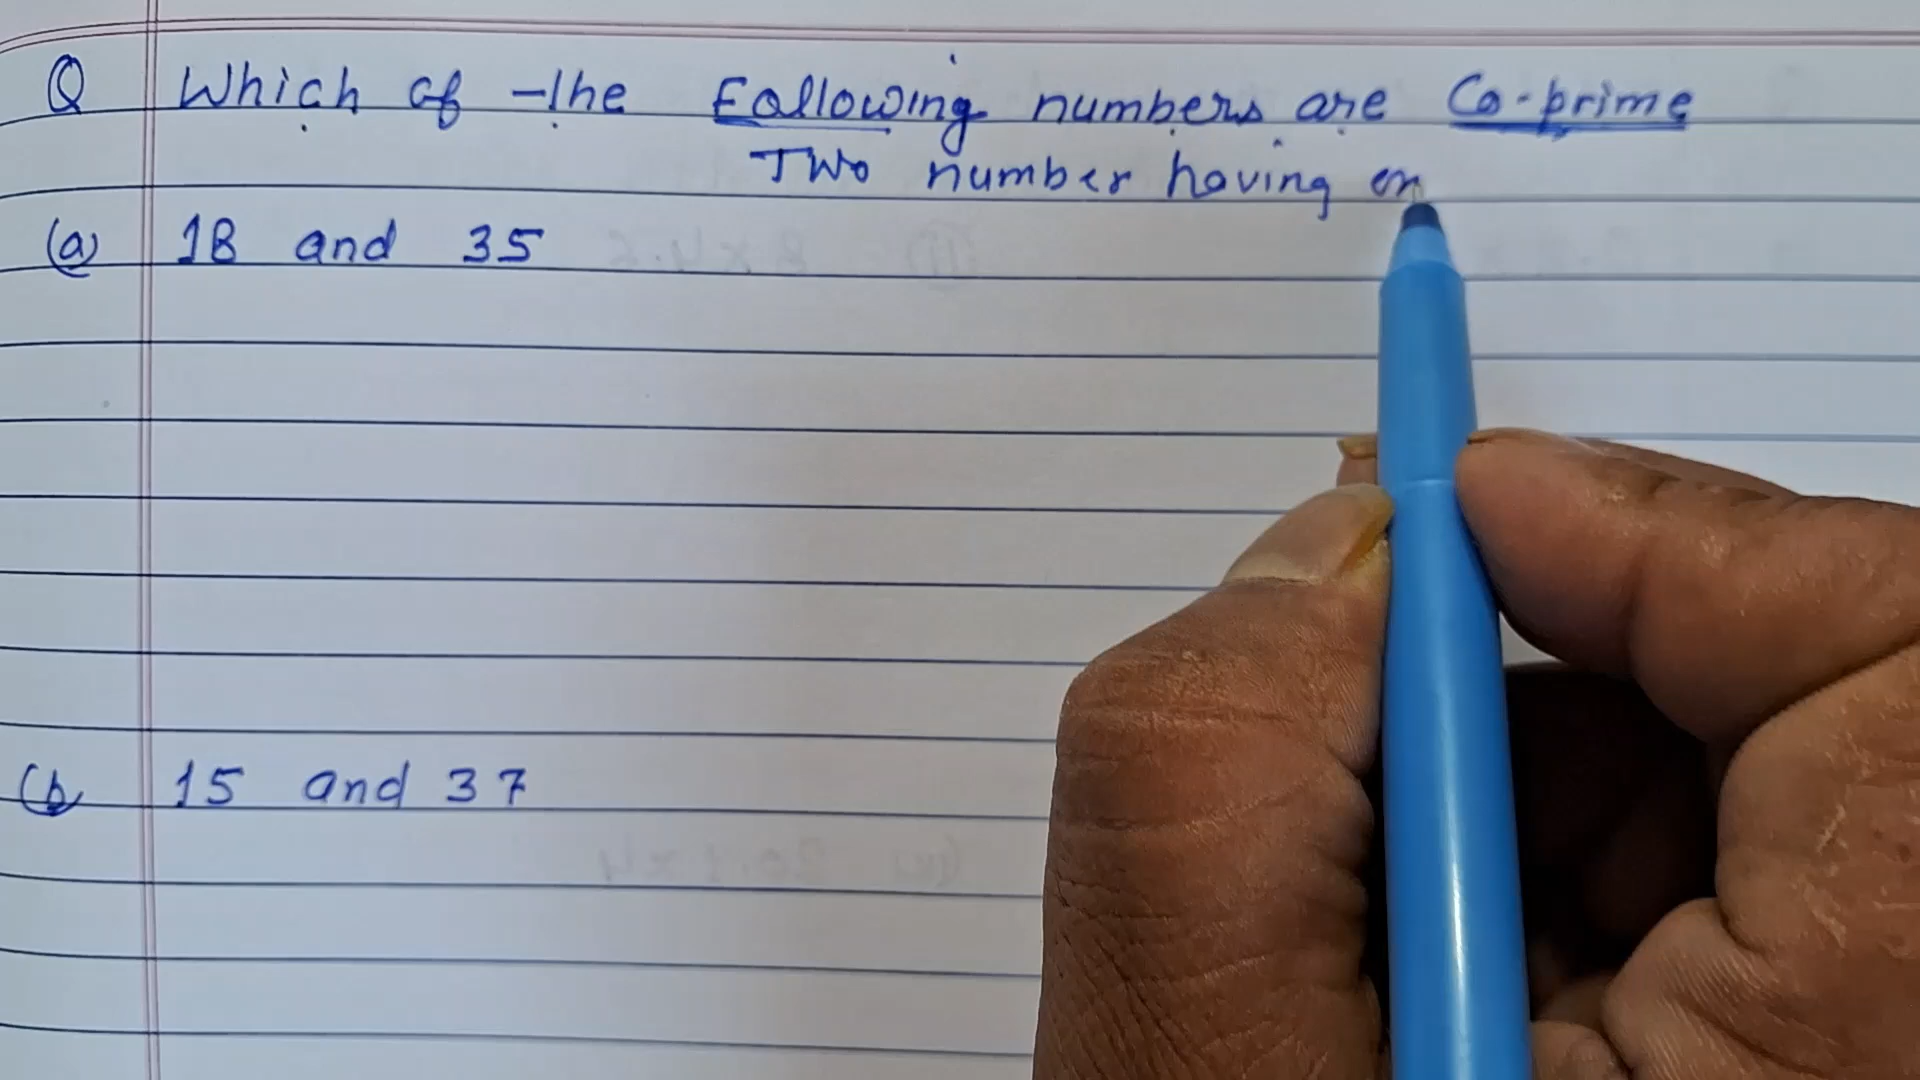 Q Which of the Following numbers are Co-prime
Two number having on
(a) 18 and 35
(b) 15 and 37